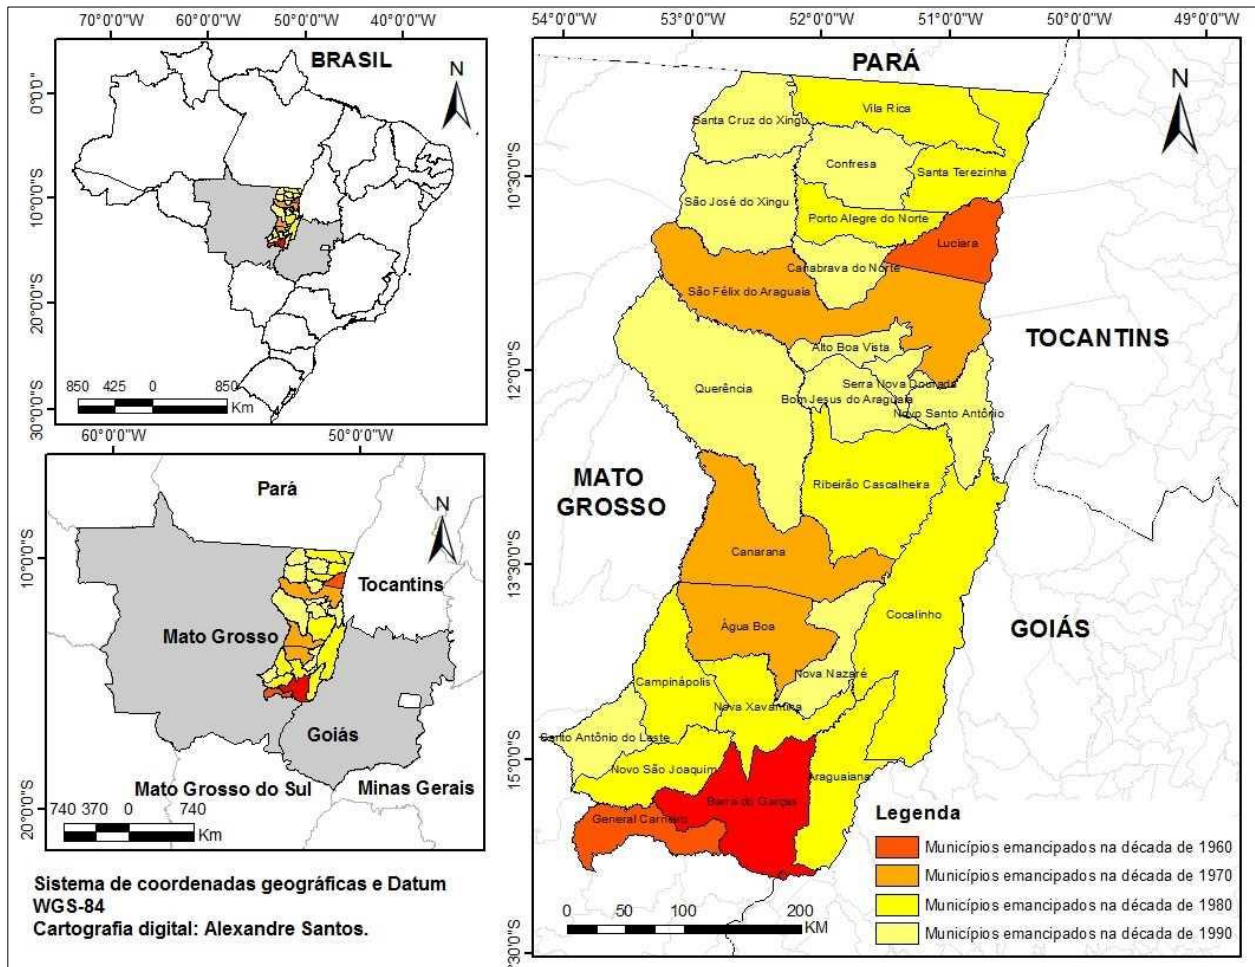 70°0'0"W 60°0'0"W 50°0'0"W 40°0'0"W
BRASIL
N
0°0'0"
10°0'0"S
20°0'0"S
30°0'0"S
850 425 0 850
Km
60°0'0"W 50°0'0"W
Pará
N
10°0'0"S
Tocantins
Mato Grosso
Goiás
Mato Grosso do Sul
Minas Gerais
20°0'0"S
740 370 0 740
Km
Sistema de coordenadas geográficas e Datum
WGS-84
Cartografia digital: Alexandre Santos.
54°0'0"W 53°0'0"W 52°0'0"W 51°0'0"W 50°0'0"W 49°0'0"W
PARÁ
N
Vila Rica
Santa Cruz do Xingu
Confresa
Santa Terezinha
10°30'0"S
São José do Xingu
Porto Alegre do Norte
Luciara
Canabrava do Norte
São Félix do Araguaia
TOCANTINS
Alto Boa Vista
12°0'0"S
Querência
Serra Nova Dourada
Bom Jesus do Araguaia
Novo Santo Antônio
MATO
GROSSO
Ribeirão Cascalheira
Canarana
13°30'0"S
Cocalinho
Água Boa
GOIÁS
Nova Nazaré
Campinápolis
Nova Xavantina
Santo Antônio do Leste
15°0'0"S
Novo São Joaquim
Araguaiana
Barra do Garças
General Carneiro
Legenda
Municípios emancipados na década de 1960
Municípios emancipados na década de 1970
Municípios emancipados na década de 1980
Municípios emancipados na década de 1990
0 50 100 200
KM